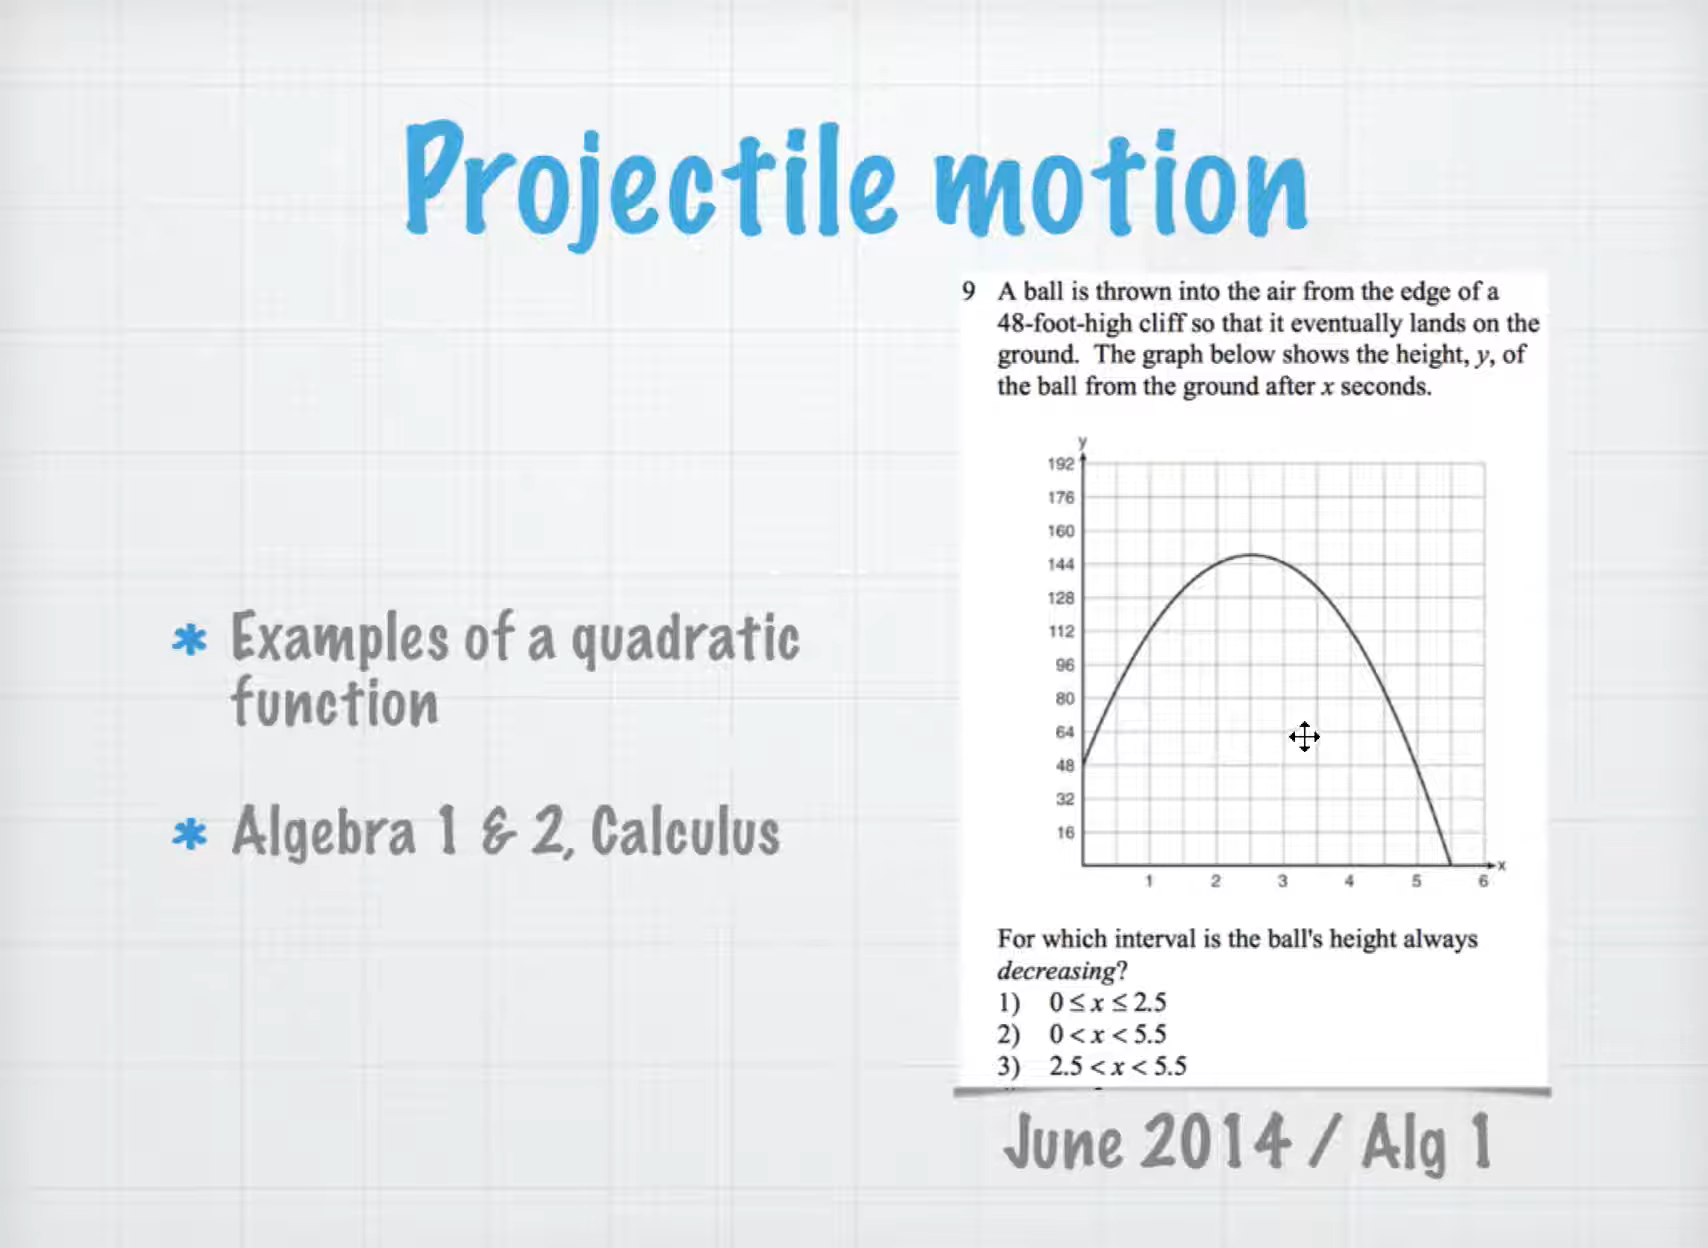 Projectile motion
* Examples of a quadratic
function
* Algebra 1 & 2, Calculus
9 A ball is thrown into the air from the edge of a
48-foot-high cliff so that it eventually lands on the
ground. The graph below shows the height, y, of
the ball from the ground after x seconds.
y
192
176
160
144
128
112
96
80
64
48
32
16
x
1 2 3 4 5 6
For which interval is the ball's height always
decreasing?
1) 0 ≤ x ≤ 2.5
2) 0 < x < 5.5
3) 2.5 < x < 5.5
June 2014 / Alg 1